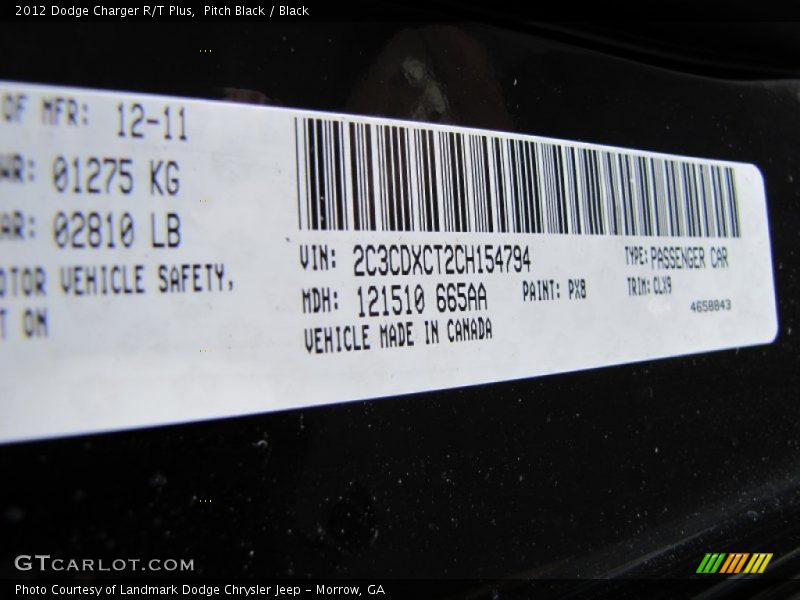 2012 Dodge Charger R/T Plus, Pitch Black / Black
OF MFR: 12-11
WR: 01275 KG
AR: 02810 LB
OTOR VEHICLE SAFETY,
T ON
VIN: 2C3CDXCT2CH154794
TYPE: PASSENGER CAR
MDH: 121510 665AA
PAINT: PX8
TRIM: CLX9
4658843
VEHICLE MADE IN CANADA
GTCARLOT.COM
Photo Courtesy of Landmark Dodge Chrysler Jeep - Morrow, GA